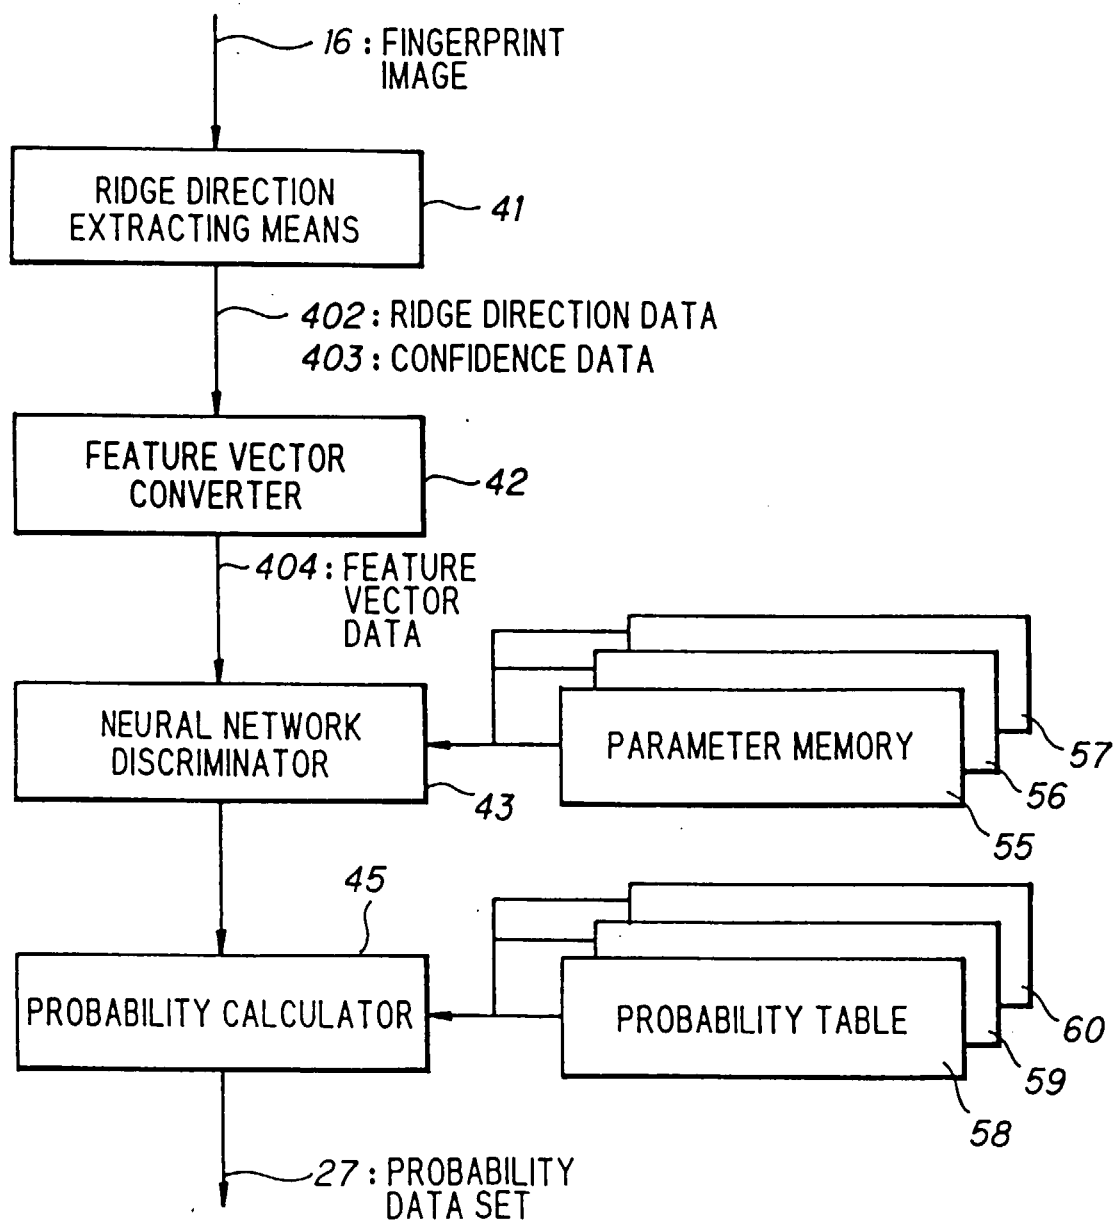 16 : FINGERPRINT
IMAGE
RIDGE DIRECTION
EXTRACTING MEANS
41
402 : RIDGE DIRECTION DATA
403 : CONFIDENCE DATA
FEATURE VECTOR
CONVERTER
42
404 : FEATURE
VECTOR
DATA
NEURAL NETWORK
DISCRIMINATOR
43
PARAMETER MEMORY
57
56
55
45
PROBABILITY CALCULATOR
PROBABILITY TABLE
60
59
58
27 : PROBABILITY
DATA SET